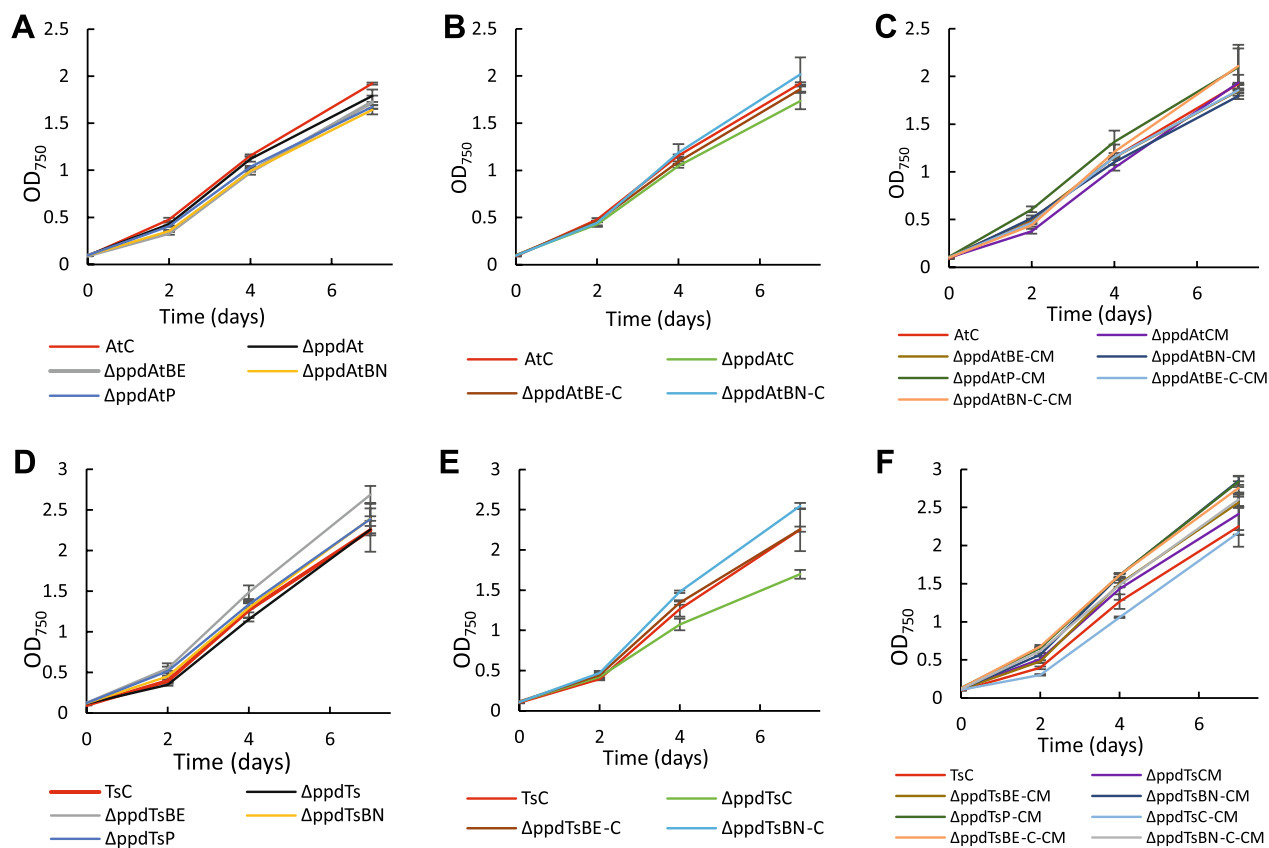 A
2.5
2
1.5
1
0.5
0
OD750
0 2 4 6
Time (days)
AtC ΔppdAt
ΔppdAtBE ΔppdAtBN
ΔppdAtP
B
2.5
2
1.5
1
0.5
0
OD750
0 2 4 6
Time (days)
AtC ΔppdAtC
ΔppdAtBE-C ΔppdAtBN-C
C
2.5
2
1.5
1
0.5
0
OD750
0 2 4 6
Time (days)
AtC ΔppdAtCM
ΔppdAtBE-CM ΔppdAtBN-CM
ΔppdAtP-CM ΔppdAtBE-C-CM
ΔppdAtBN-C-CM
D
3
2.5
2
1.5
1
0.5
0
OD750
0 2 4 6
Time (days)
TsC ΔppdTs
ΔppdTsBE ΔppdTsBN
ΔppdTsP
E
3
2.5
2
1.5
1
0.5
0
OD750
0 2 4 6
Time (days)
TsC ΔppdTsC
ΔppdTsBE-C ΔppdTsBN-C
F
3
2.5
2
1.5
1
0.5
0
OD750
0 2 4 6
Time (days)
TsC ΔppdTsCM
ΔppdTsBE-CM ΔppdTsBN-CM
ΔppdTsP-CM ΔppdTsC-CM
ΔppdTsBE-C-CM ΔppdTsBN-C-CM